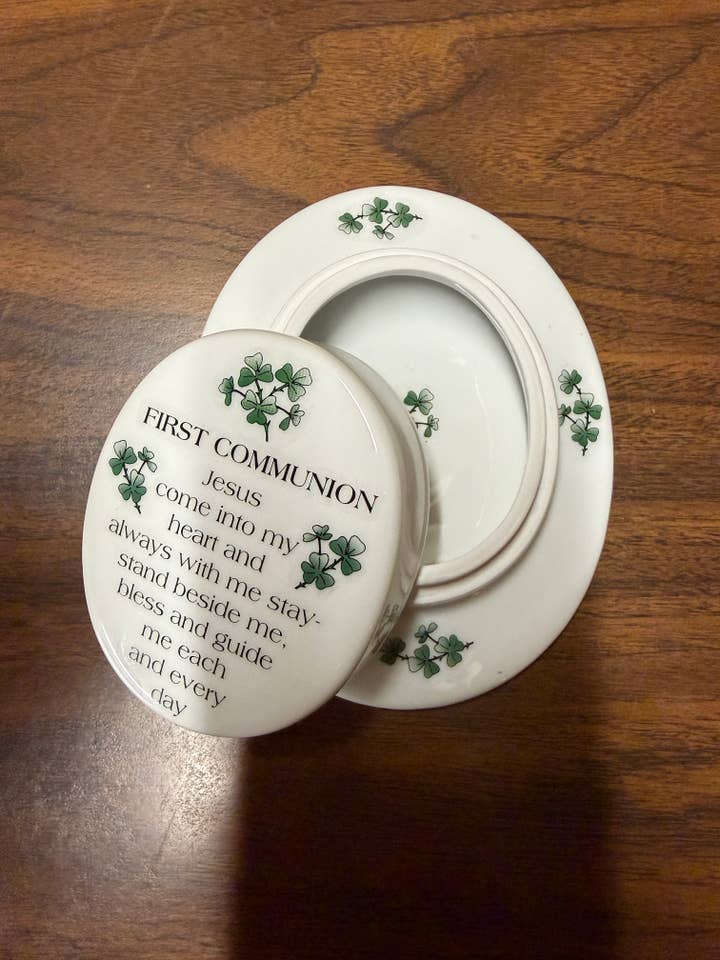 FIRST COMMUNION
Jesus
come into my
heart and
always with me stay-
stand beside me,
bless and guide
me each
and every
day